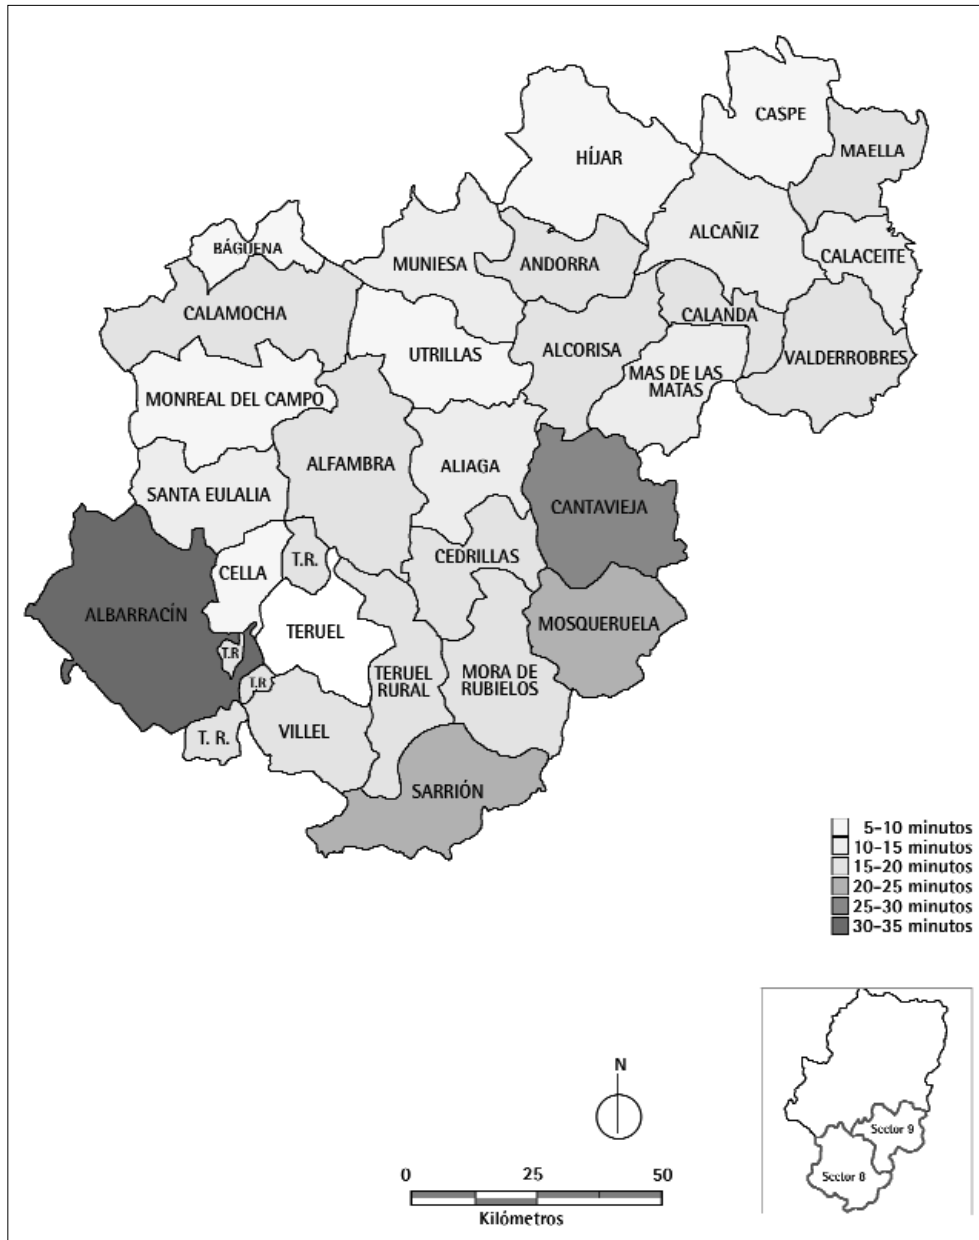 CASPE
MAELLA
HÍJAR
ALCAÑIZ
BÁGUENA
MUNIESA
ANDORRA
CALACEITE
CALAMOCHA
CALANDA
UTRILLAS
ALCORISA
VALDERROBRES
MAS DE LAS
MATAS
MONREAL DEL CAMPO
ALFAMBRA
ALIAGA
SANTA EULALIA
CANTAVIEJA
T.R.
CEDRILLAS
CELLA
ALBARRACÍN
TERUEL
MOSQUERUELA
T.R
TERUEL
RURAL
MORA DE
RUBIELOS
T.R
T. R.
VILLEL
SARRIÓN
5-10 minutos
10-15 minutos
15-20 minutos
20-25 minutos
25-30 minutos
30-35 minutos
Sector 9
Sector 8
N
0 25 50
Kilómetros